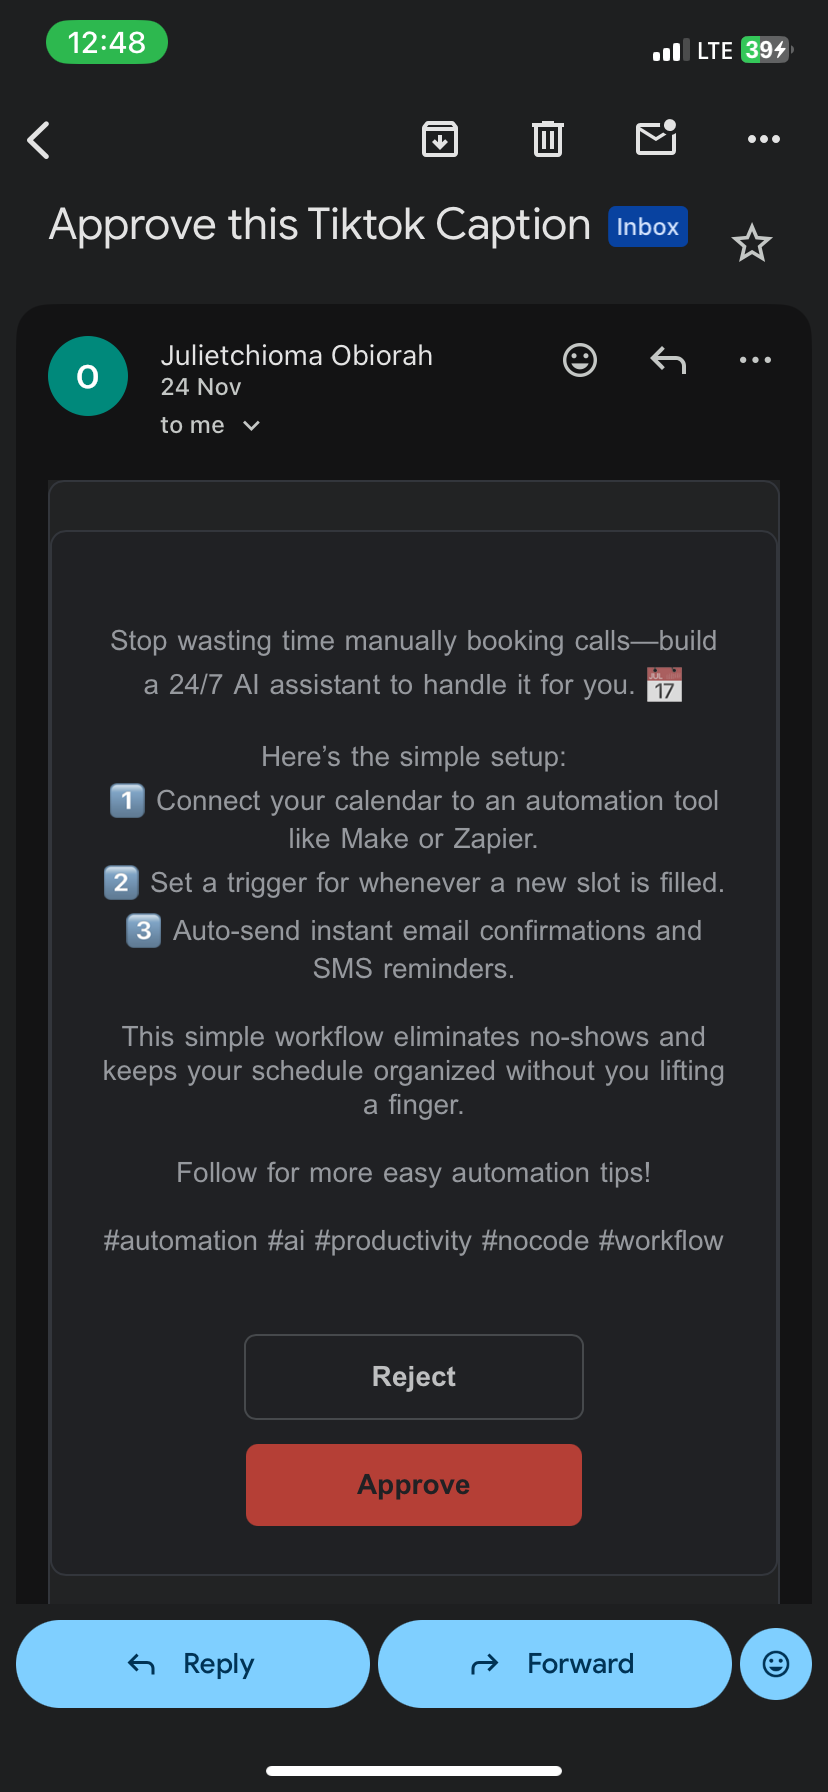 12:48
LTE 39
Approve this Tiktok Caption Inbox
O
Julietchioma Obiorah
24 Nov
to me
Stop wasting time manually booking calls—build
a 24/7 AI assistant to handle it for you. JUL 17
Here’s the simple setup:
1 Connect your calendar to an automation tool
like Make or Zapier.
2 Set a trigger for whenever a new slot is filled.
3 Auto-send instant email confirmations and
SMS reminders.
This simple workflow eliminates no-shows and
keeps your schedule organized without you lifting
a finger.
Follow for more easy automation tips!
#automation #ai #productivity #nocode #workflow
Reject
Approve
Reply
Forward